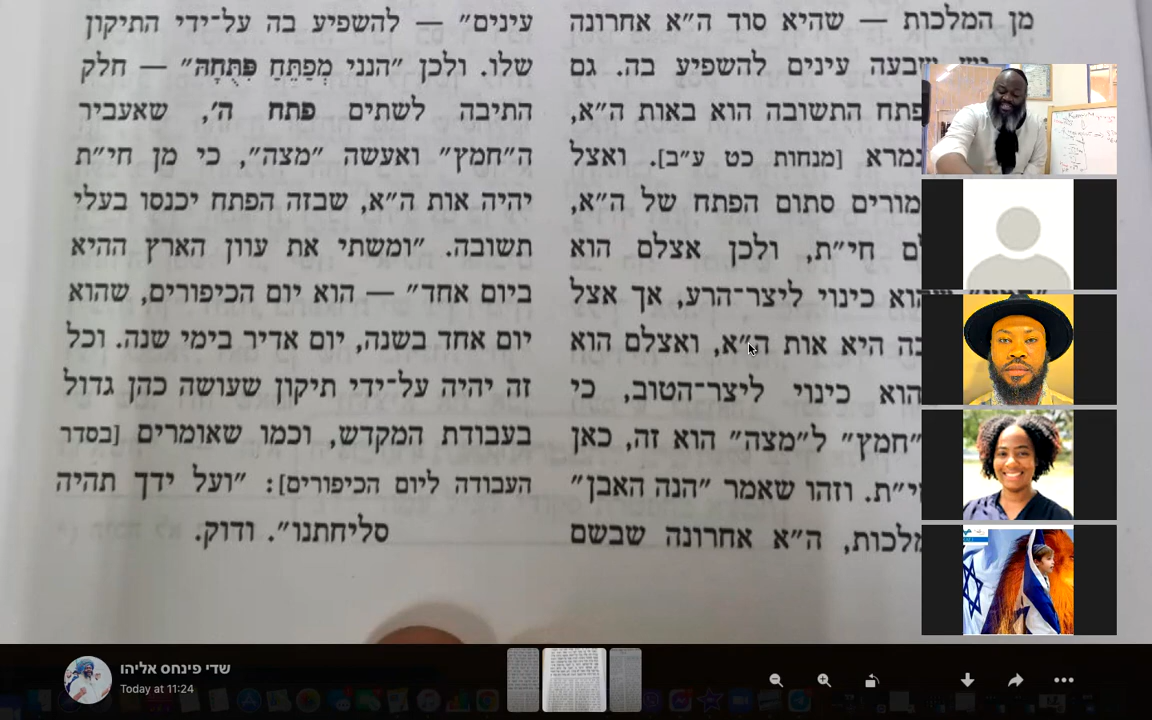 מן המלכות — שהיא סוד ה״א אחרונה
שבעה עינים להשפיע בה. גם
פתח התשובה הוא באות ה״א,
[מנחות כט ע״ב]. ואצל
סתום הפתח של ה״א,
חי״ת, ולכן אצלם הוא
כינוי ליצר־הרע, אך אצל
היא אות ה״א, ואצלם הוא
הוא כינוי ליצר־הטוב, כי
״חמץ״ ל״מצה״ הוא זה, כאן
וזהו שאמר ״הנה האבן״
ה״א אחרונה שבשם
עינים״ — להשפיע בה על־ידי התיקון
שלו. ולכן ״הנני מְפַתֵּחַ פִּתֻּחָהּ״ — חלק
התיבה לשתים פתח ה׳, שאעביר
ה״חמץ״ ואעשה ״מצה״, כי מן חי״ת
יהיה אות ה״א, שבזה הפתח יכנסו בעלי
תשובה. ״ומשתי את עוון הארץ ההיא
ביום אחד״ — הוא יום הכיפורים, שהוא
יום אחד בשנה, יום אדיר בימי שנה. וכל
זה יהיה על־ידי תיקון שעושה כהן גדול
בעבודת המקדש, וכמו שאומרים [בסדר
העבודה ליום הכיפורים]: ״ועל ידך תהיה
סליחתנו״. ודוק.
שדי פינחס אליהו
Today at 11:24